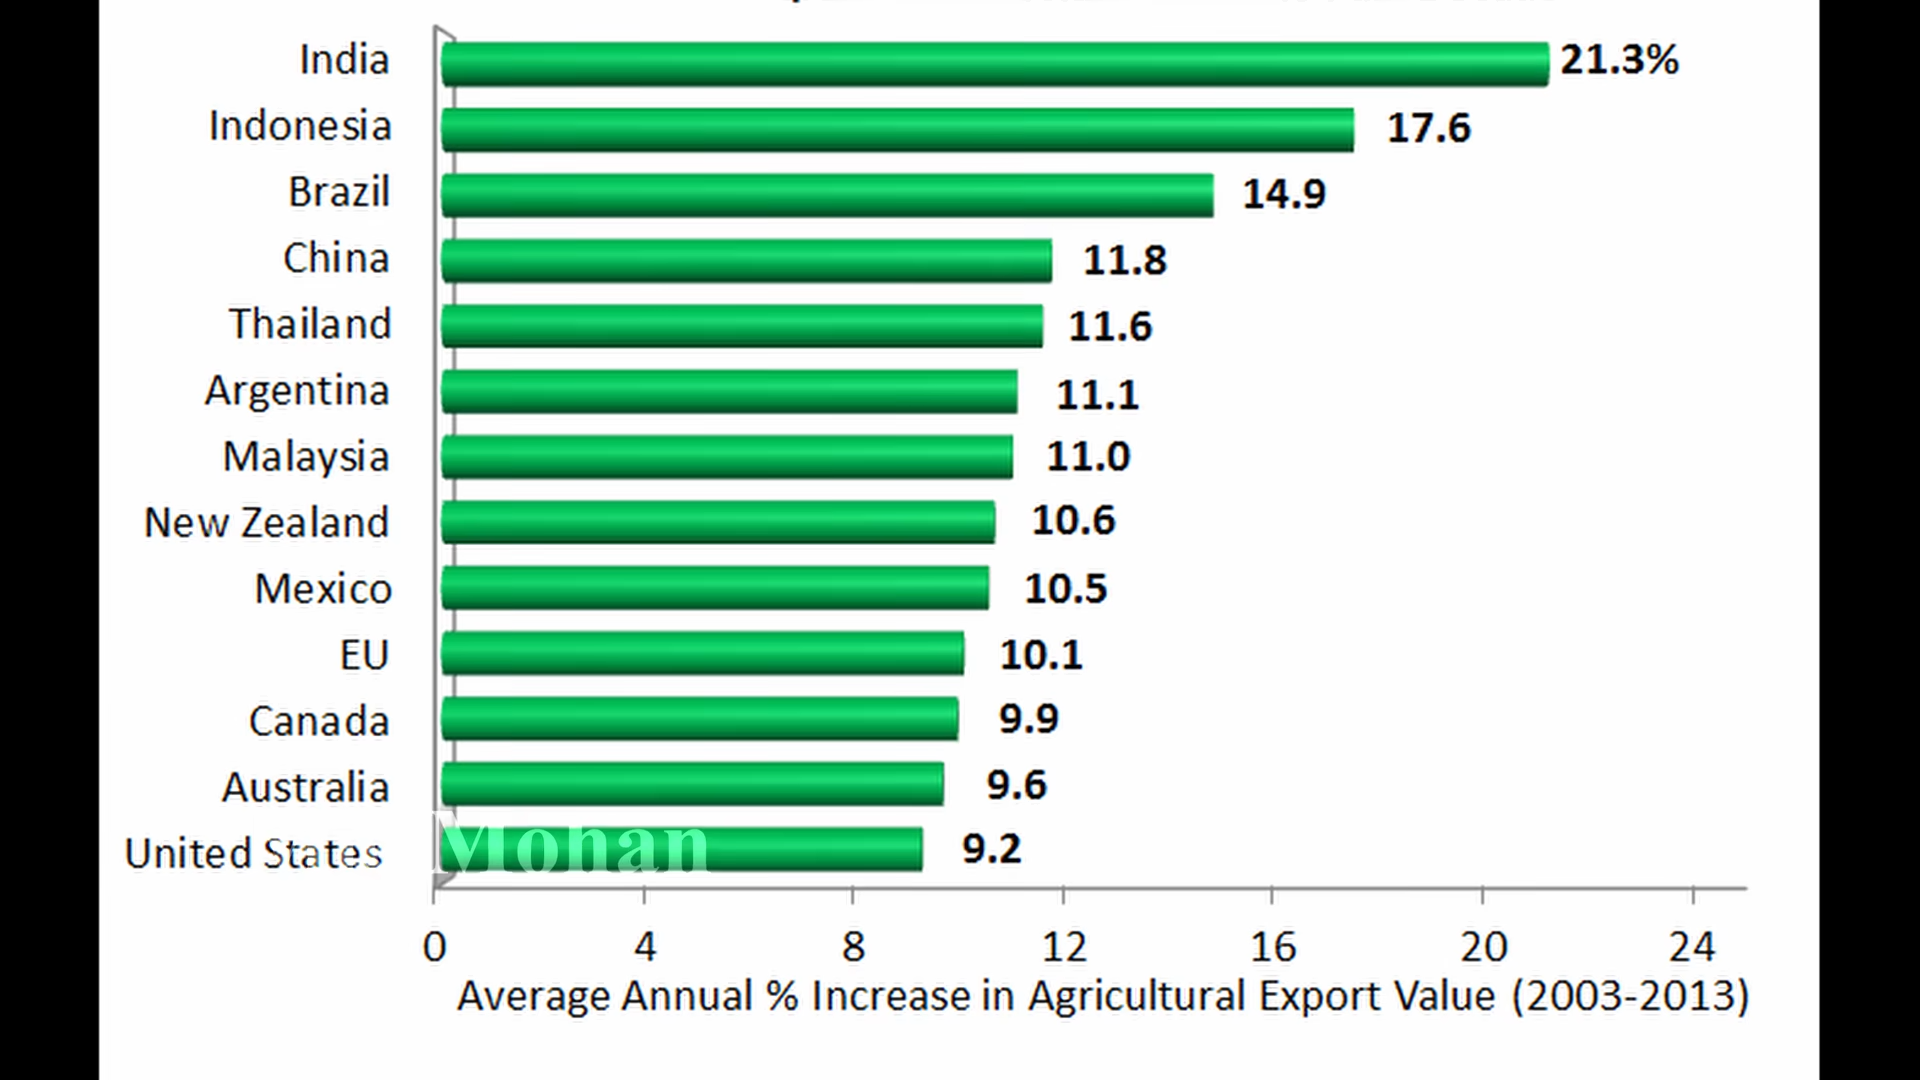 India 21.3%
Indonesia 17.6
Brazil 14.9
China 11.8
Thailand 11.6
Argentina 11.1
Malaysia 11.0
New Zealand 10.6
Mexico 10.5
EU 10.1
Canada 9.9
Australia 9.6
United States 9.2
Mohan
0 4 8 12 16 20 24
Average Annual % Increase in Agricultural Export Value (2003-2013)